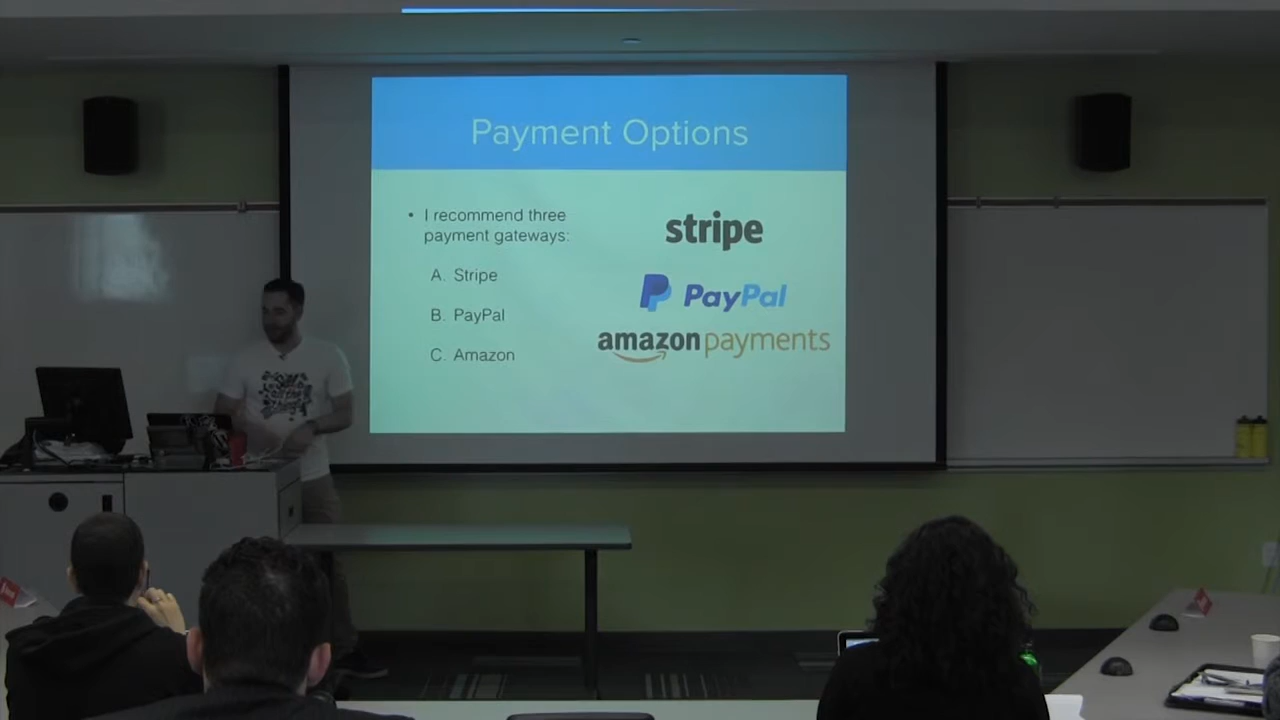 Payment Options
• I recommend three
payment gateways:
A. Stripe
B. PayPal
C. Amazon
stripe
PayPal
amazon payments